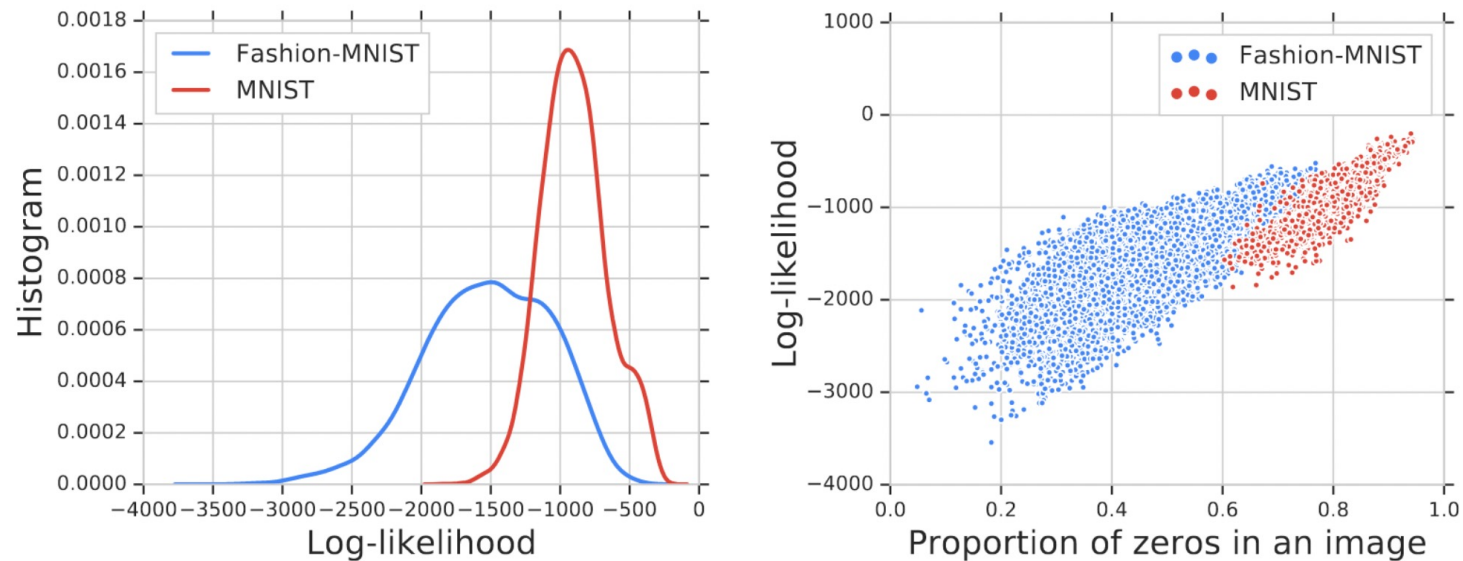 Histogram
0.0018
0.0016
0.0014
0.0012
0.0010
0.0008
0.0006
0.0004
0.0002
0.0000
Fashion-MNIST
MNIST
−4000 −3500 −3000 −2500 −2000 −1500 −1000 −500 0
Log-likelihood
Log-likelihood
1000
0
−1000
−2000
−3000
−4000
Fashion-MNIST
MNIST
0.0 0.2 0.4 0.6 0.8 1.0
Proportion of zeros in an image